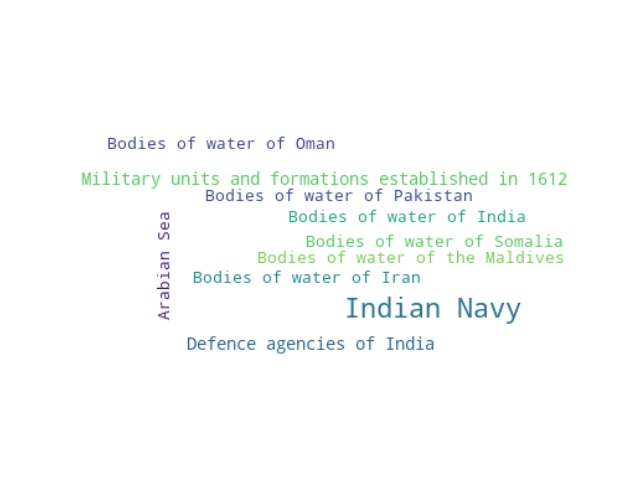 Bodies of water of Oman
Military units and formations established in 1612
Bodies of water of Pakistan
Arabian Sea
Bodies of water of India
Bodies of water of Somalia
Bodies of water of the Maldives
Bodies of water of Iran
Indian Navy
Defence agencies of India